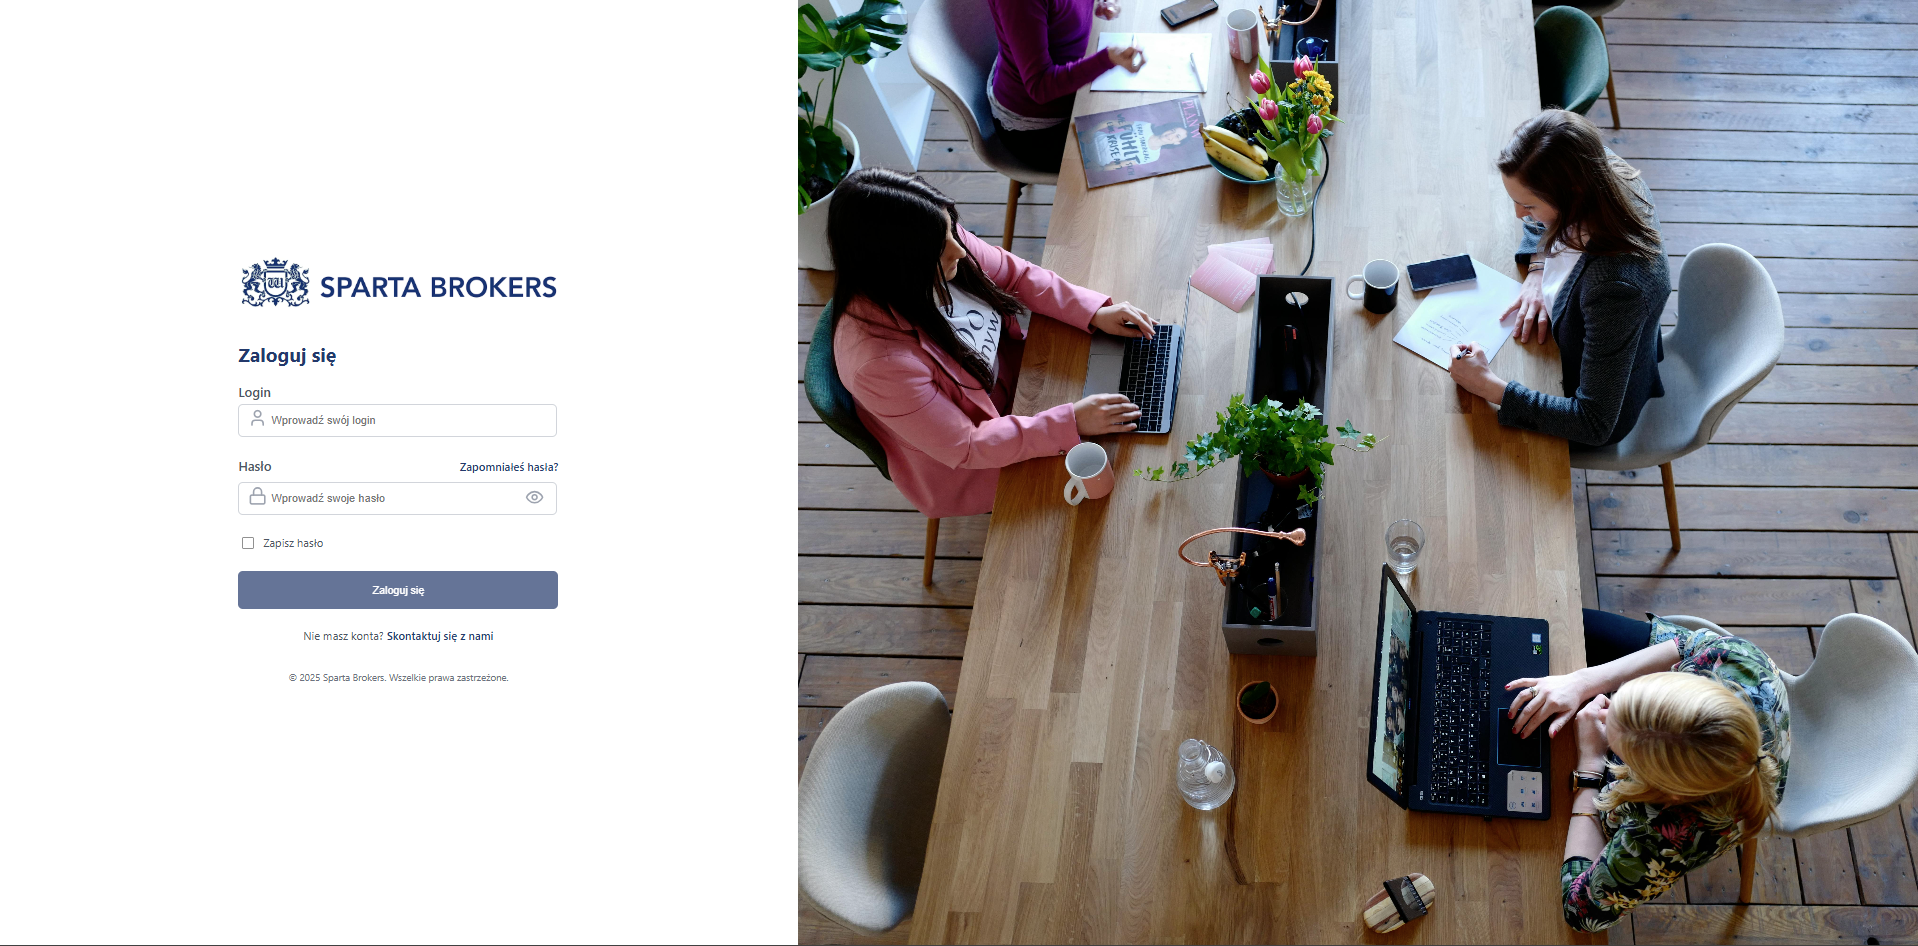 SPARTA BROKERS
Zaloguj się
Login
Wprowadź swój login
Hasło
Zapomniałeś hasła?
Wprowadź swoje hasło
Zapisz hasło
Zaloguj się
Nie masz konta? Skontaktuj się z nami
© 2025 Sparta Brokers. Wszelkie prawa zastrzeżone.
FÜHLT